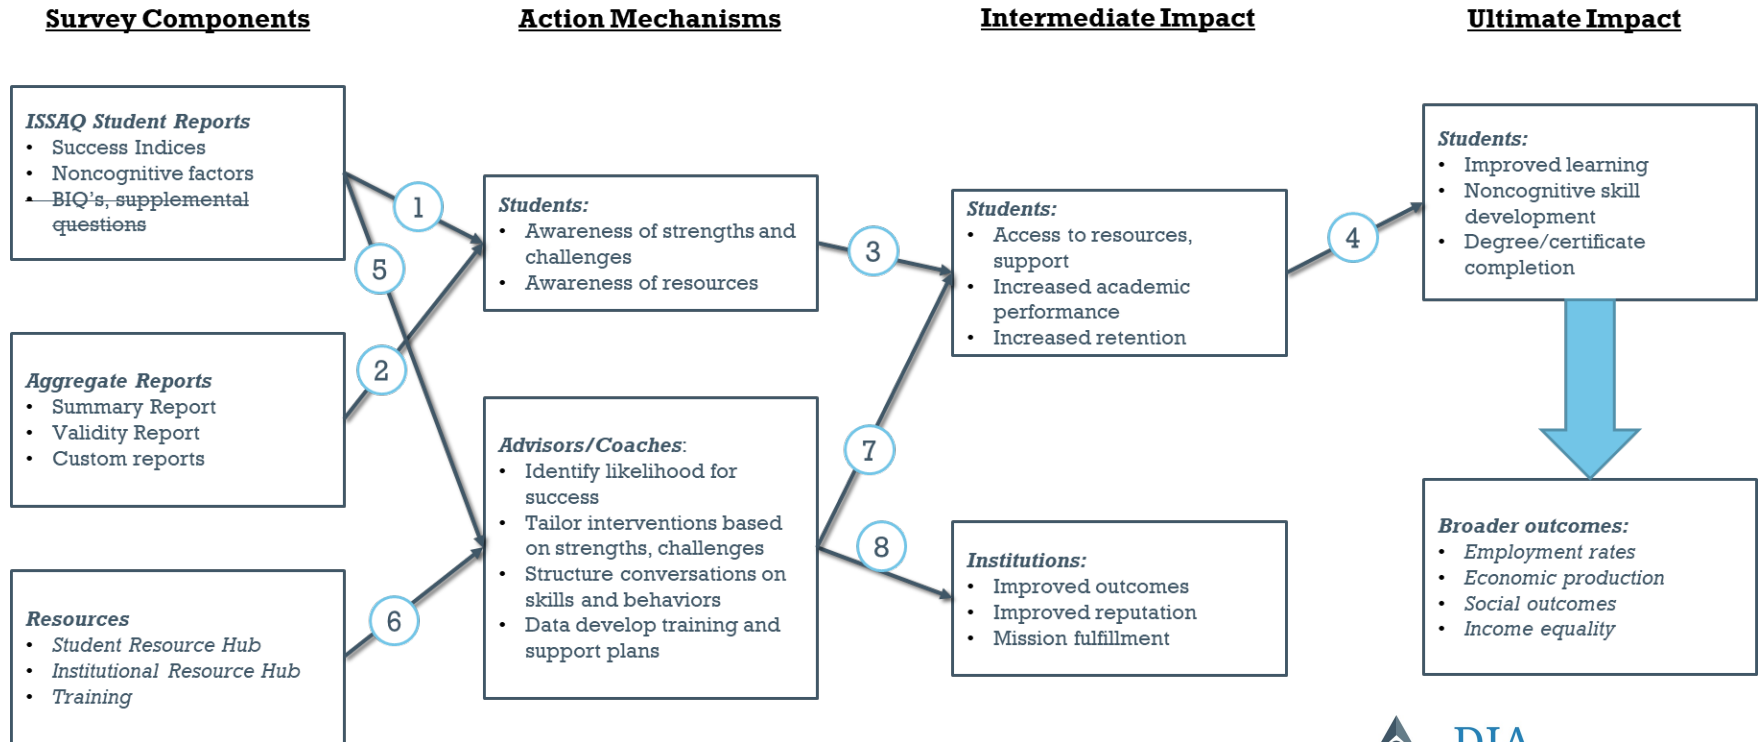 Survey Components
Action Mechanisms
Intermediate Impact
Ultimate Impact
ISSAQ Student Reports
• Success Indices
• Noncognitive factors
• BIQ's, supplemental
questions
Aggregate Reports
• Summary Report
• Validity Report
• Custom reports
Resources
• Student Resource Hub
• Institutional Resource Hub
• Training
1
5
2
6
Students:
• Awareness of strengths and
challenges
• Awareness of resources
Advisors/Coaches:
• Identify likelihood for
success
• Tailor interventions based
on strengths, challenges
• Structure conversations on
skills and behaviors
• Data develop training and
support plans
3
7
8
Students:
• Access to resources,
support
• Increased academic
performance
• Increased retention
Institutions:
• Improved outcomes
• Improved reputation
• Mission fulfillment
4
Students:
• Improved learning
• Noncognitive skill
development
• Degree/certificate
completion
Broader outcomes:
• Employment rates
• Economic production
• Social outcomes
• Income equality
DIA